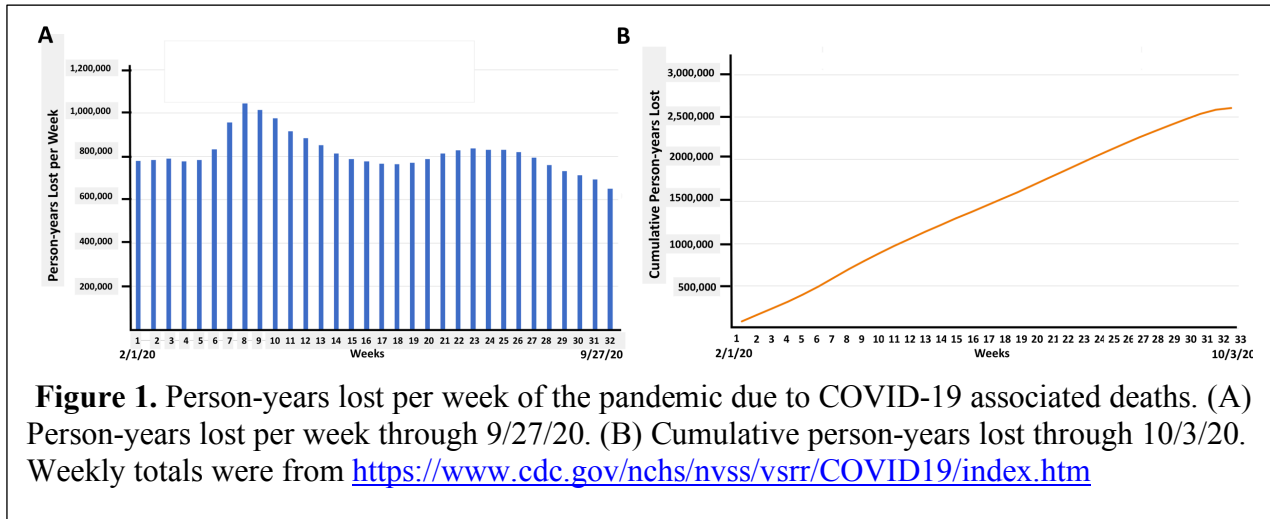 A
Person-years Lost per Week
1,200,000
1,000,000
800,000
600,000
400,000
200,000
1 2 3 4 5 6 7 8 9 10 11 12 13 14 15 16 17 18 19 20 21 22 23 24 25 26 27 28 29 30 31 32
2/1/20 Weeks 9/27/20
B
Cumulative Person-years Lost
3,000,000
2,500,000
2000,000
1500,000
1000,000
500,000
1 2 3 4 5 6 7 8 9 10 11 12 13 14 15 16 17 18 19 20 21 22 23 24 25 26 27 28 29 30 31 32 33
2/1/20 Weeks 10/3/20
Figure 1. Person-years lost per week of the pandemic due to COVID-19 associated deaths. (A)
Person-years lost per week through 9/27/20. (B) Cumulative person-years lost through 10/3/20.
Weekly totals were from https://www.cdc.gov/nchs/nvss/vsrr/COVID19/index.htm